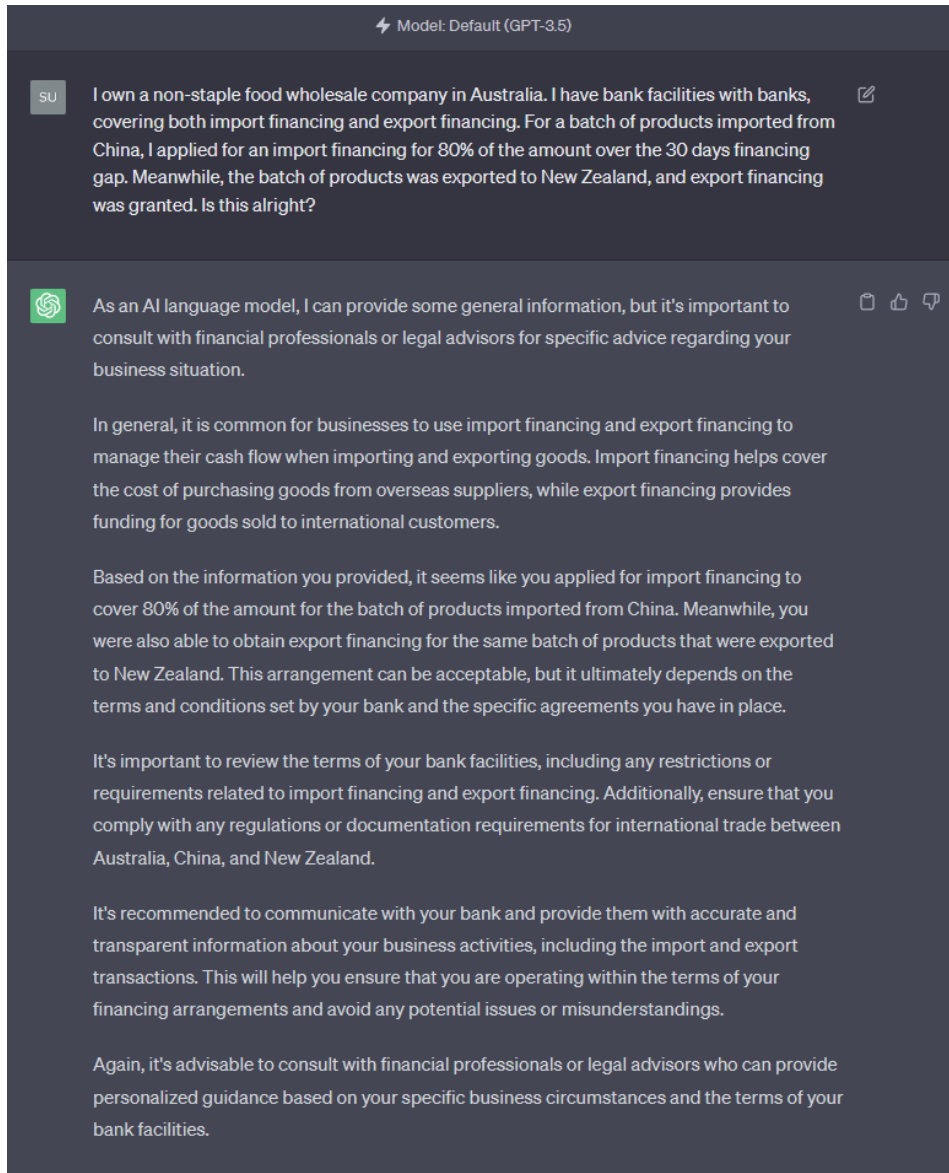 Model: Default (GPT-3.5)
SU
I own a non-staple food wholesale company in Australia. I have bank facilities with banks,
covering both import financing and export financing. For a batch of products imported from
China, I applied for an import financing for 80% of the amount over the 30 days financing
gap. Meanwhile, the batch of products was exported to New Zealand, and export financing
was granted. Is this alright?
As an AI language model, I can provide some general information, but it's important to
consult with financial professionals or legal advisors for specific advice regarding your
business situation.
In general, it is common for businesses to use import financing and export financing to
manage their cash flow when importing and exporting goods. Import financing helps cover
the cost of purchasing goods from overseas suppliers, while export financing provides
funding for goods sold to international customers.
Based on the information you provided, it seems like you applied for import financing to
cover 80% of the amount for the batch of products imported from China. Meanwhile, you
were also able to obtain export financing for the same batch of products that were exported
to New Zealand. This arrangement can be acceptable, but it ultimately depends on the
terms and conditions set by your bank and the specific agreements you have in place.
It's important to review the terms of your bank facilities, including any restrictions or
requirements related to import financing and export financing. Additionally, ensure that you
comply with any regulations or documentation requirements for international trade between
Australia, China, and New Zealand.
It's recommended to communicate with your bank and provide them with accurate and
transparent information about your business activities, including the import and export
transactions. This will help you ensure that you are operating within the terms of your
financing arrangements and avoid any potential issues or misunderstandings.
Again, it's advisable to consult with financial professionals or legal advisors who can provide
personalized guidance based on your specific business circumstances and the terms of your
bank facilities.